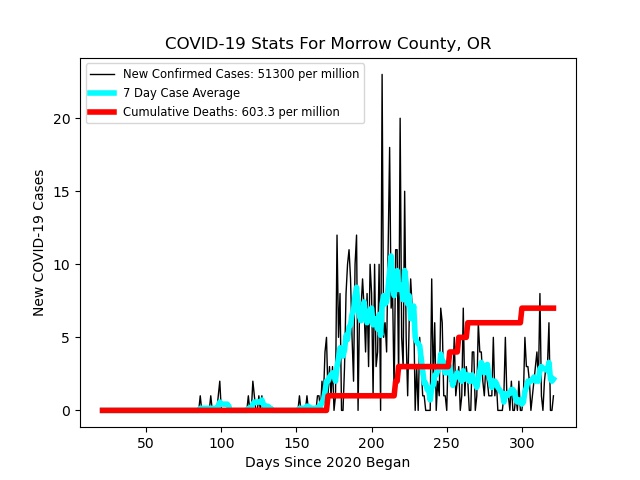 COVID-19 Stats For Morrow County, OR
New Confirmed Cases: 51300 per million
7 Day Case Average
Cumulative Deaths: 603.3 per million
New COVID-19 Cases
20
15
10
5
0
50 100 150 200 250 300
Days Since 2020 Began